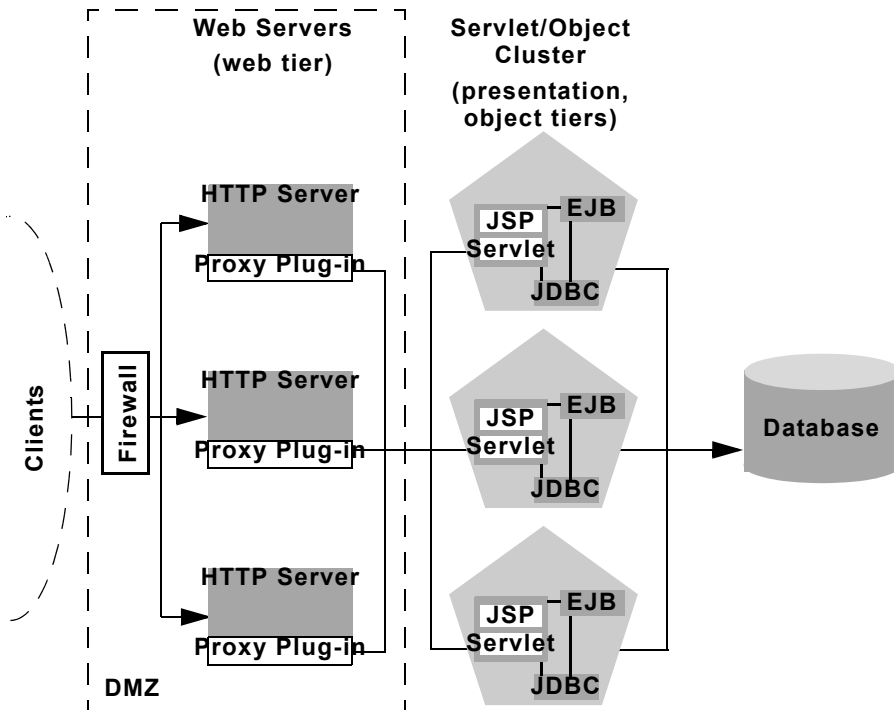 Web Servers
(web tier)
Servlet/Object
Cluster
(presentation,
object tiers)
Clients
Firewall
HTTP Server
Proxy Plug-in
HTTP Server
Proxy Plug-in
HTTP Server
Proxy Plug-in
DMZ
JSP
Servlet
EJB
JDBC
JSP
Servlet
EJB
JDBC
JSP
Servlet
EJB
JDBC
Database